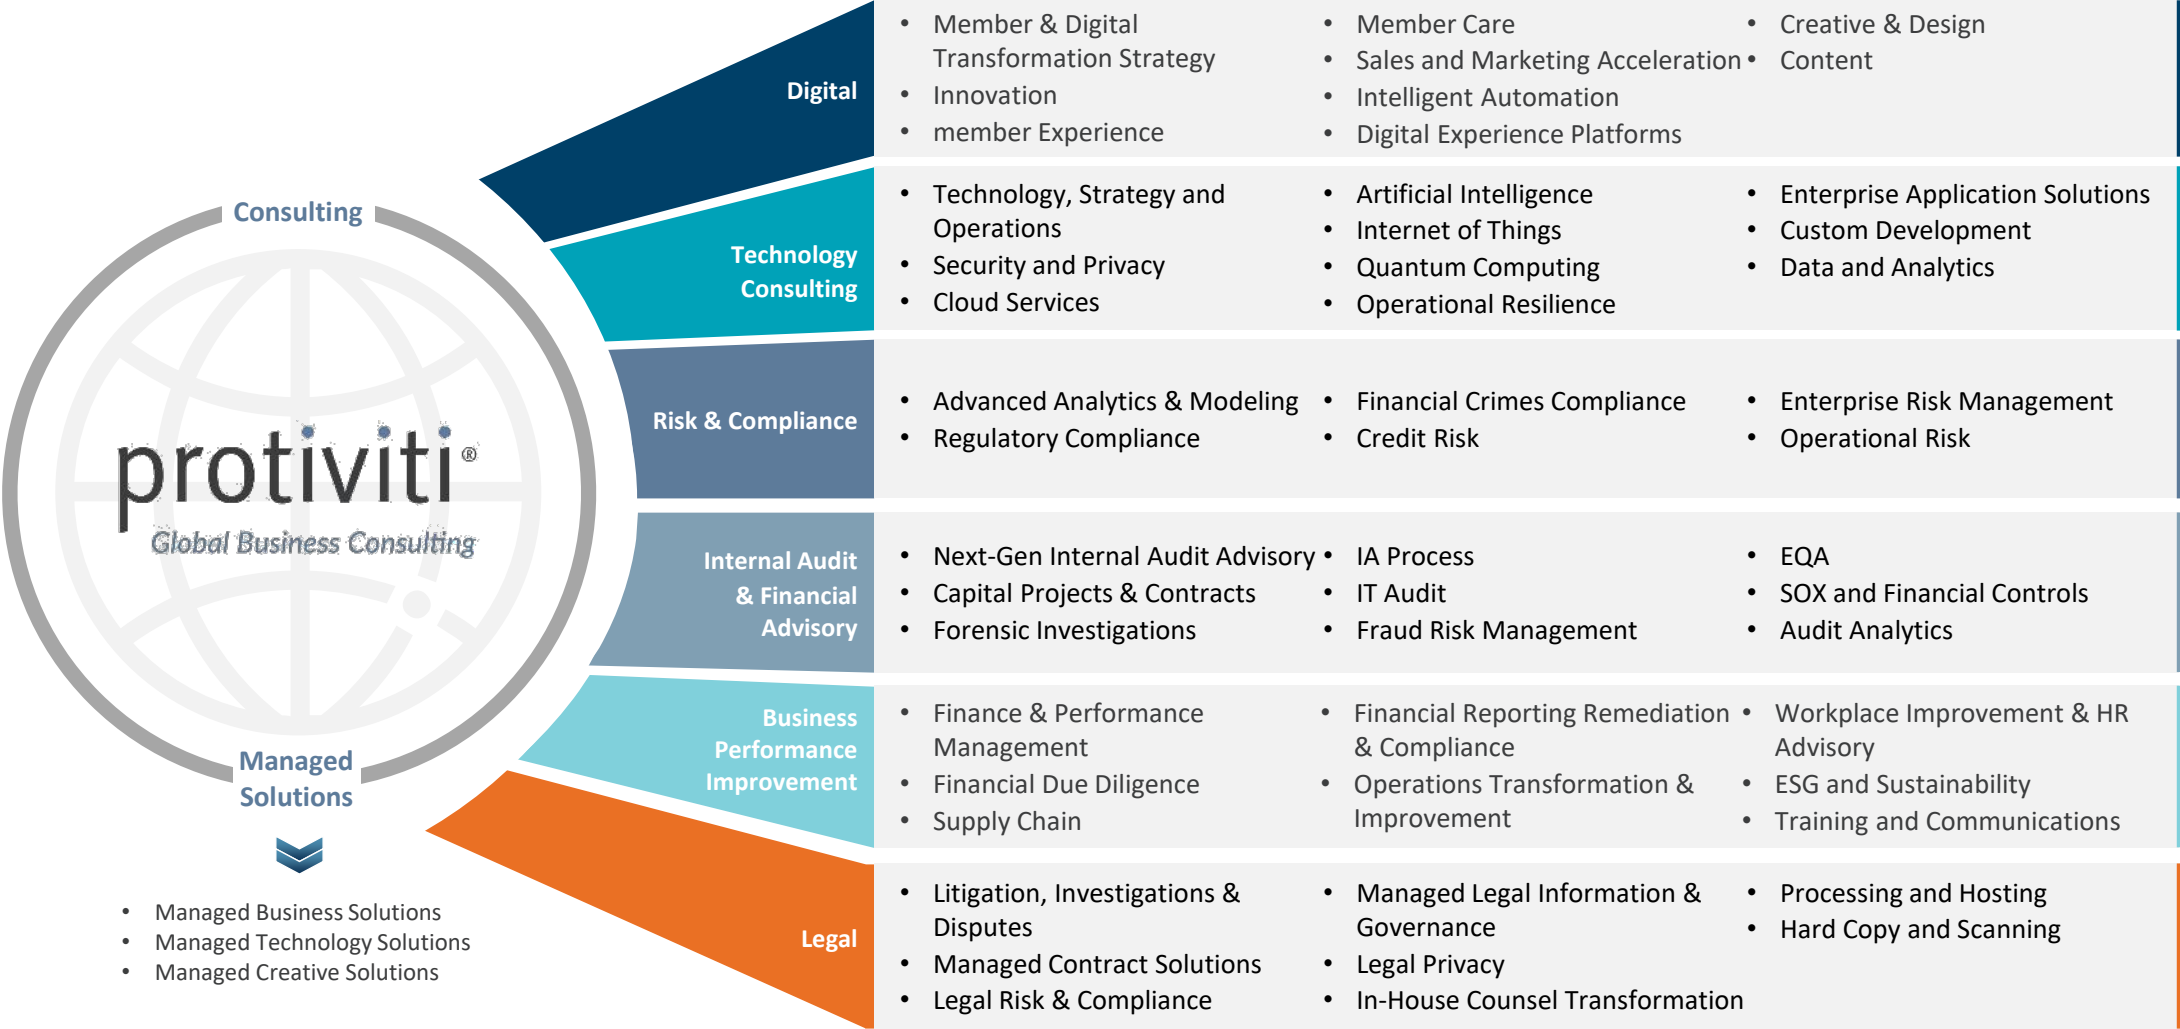 Consulting
protiviti®
Global Business Consulting
Managed
Solutions
• Managed Business Solutions
• Managed Technology Solutions
• Managed Creative Solutions
Digital
• Member & Digital
Transformation Strategy
• Innovation
• member Experience
• Member Care
• Sales and Marketing Acceleration
• Intelligent Automation
• Digital Experience Platforms
• Creative & Design
• Content
Technology
Consulting
• Technology, Strategy and
Operations
• Security and Privacy
• Cloud Services
• Artificial Intelligence
• Internet of Things
• Quantum Computing
• Operational Resilience
• Enterprise Application Solutions
• Custom Development
• Data and Analytics
Risk & Compliance
• Advanced Analytics & Modeling
• Regulatory Compliance
• Financial Crimes Compliance
• Credit Risk
• Enterprise Risk Management
• Operational Risk
Internal Audit
& Financial
Advisory
• Next-Gen Internal Audit Advisory
• Capital Projects & Contracts
• Forensic Investigations
• IA Process
• IT Audit
• Fraud Risk Management
• EQA
• SOX and Financial Controls
• Audit Analytics
Business
Performance
Improvement
• Finance & Performance
Management
• Financial Due Diligence
• Supply Chain
• Financial Reporting Remediation
& Compliance
• Operations Transformation &
Improvement
• Workplace Improvement & HR
Advisory
• ESG and Sustainability
• Training and Communications
Legal
• Litigation, Investigations &
Disputes
• Managed Contract Solutions
• Legal Risk & Compliance
• Managed Legal Information &
Governance
• Legal Privacy
• In-House Counsel Transformation
• Processing and Hosting
• Hard Copy and Scanning